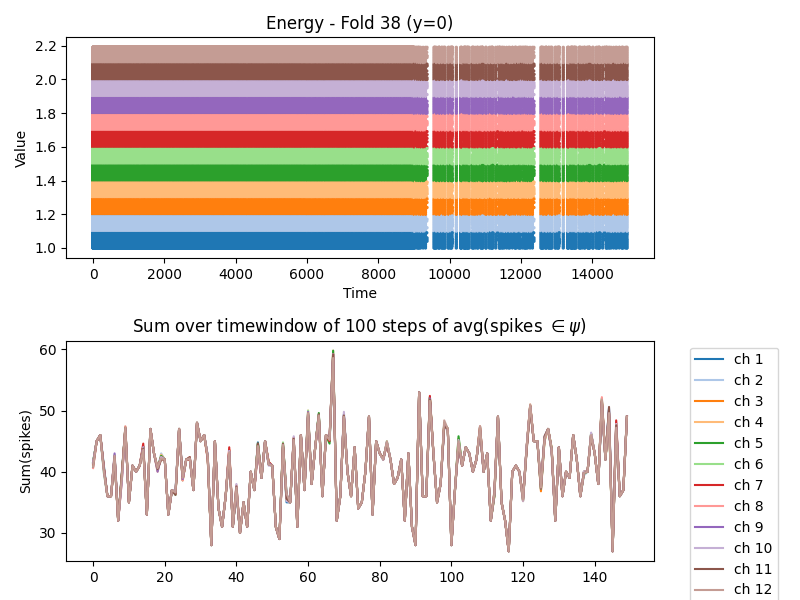 Energy - Fold 38 (y=0)
2.2
2.0
1.8
1.6
1.4
1.2
1.0
Value
0 2000 4000 6000 8000 10000 12000 14000
Time
Sum over timewindow of 100 steps of avg(spikes ∈ ψ)
60
50
40
30
Sum(spikes)
0 20 40 60 80 100 120 140
ch 1
ch 2
ch 3
ch 4
ch 5
ch 6
ch 7
ch 8
ch 9
ch 10
ch 11
ch 12